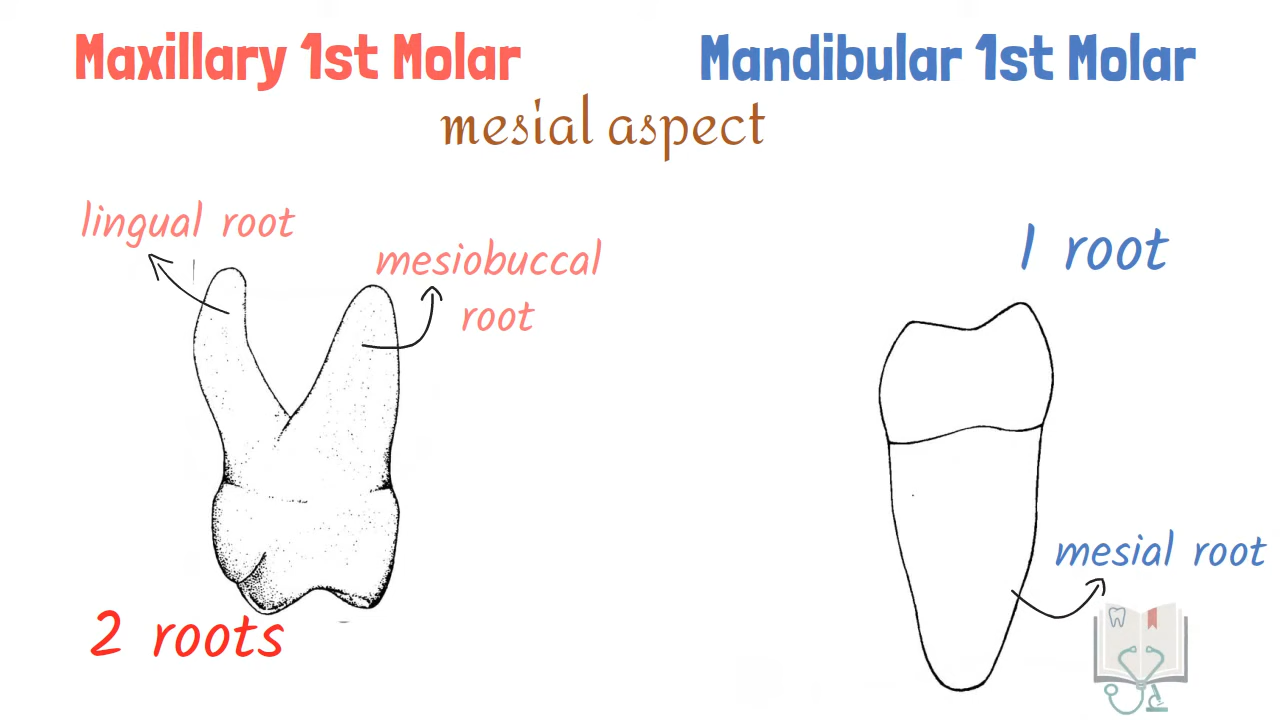 Maxillary 1st Molar
Mandibular 1st Molar
mesial aspect
lingual root
mesiobuccal
root
2 roots
1 root
mesial root